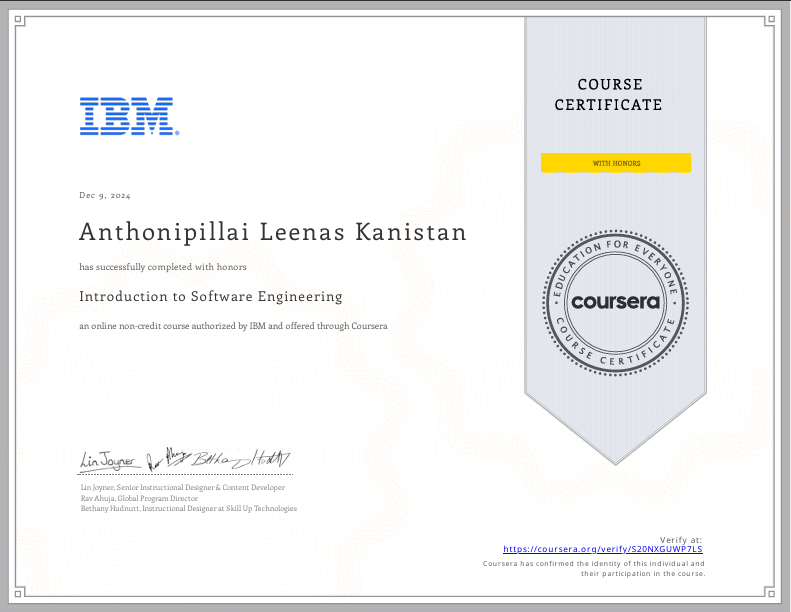 IBM®
COURSE
CERTIFICATE
WITH HONORS
Dec 9, 2024
Anthonipillai Leenas Kanistan
has successfully completed with honors
Introduction to Software Engineering
an online non-credit course authorized by IBM and offered through Coursera
EDUCATION FOR EVERYONE
coursera
COURSE CERTIFICATE
Lin Joyner
Lin Joyner, Senior Instructional Designer & Content Developer
Rav Ahuja, Global Program Director
Bethany Hudnutt, Instructional Designer at Skill Up Technologies
Verify at:
https://coursera.org/verify/S20NXGUWP7LS
Coursera has confirmed the identity of this individual and
their participation in the course.